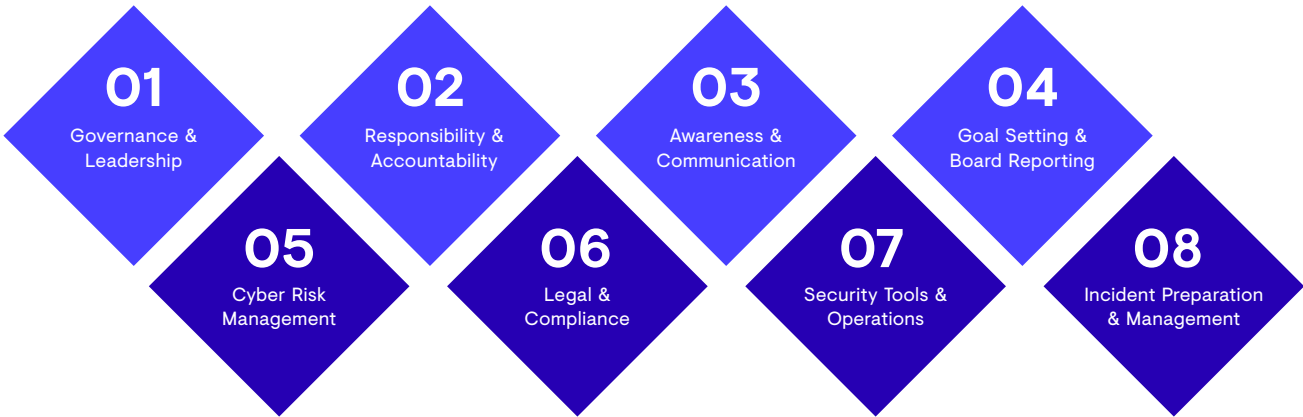 01
Governance &
Leadership
02
Responsibility &
Accountability
03
Awareness &
Communication
04
Goal Setting &
Board Reporting
05
Cyber Risk
Management
06
Legal &
Compliance
07
Security Tools &
Operations
08
Incident Preparation
& Management